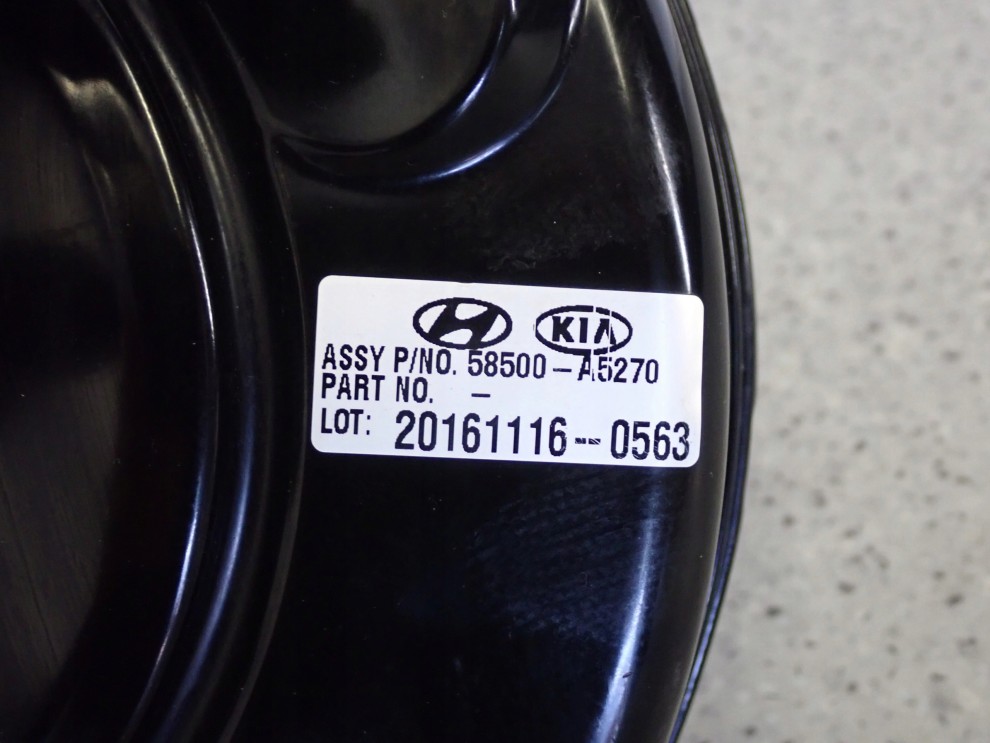 KIA
ASSY P/NO. 58500-A5270
PART NO. -
LOT: 20161116--0563